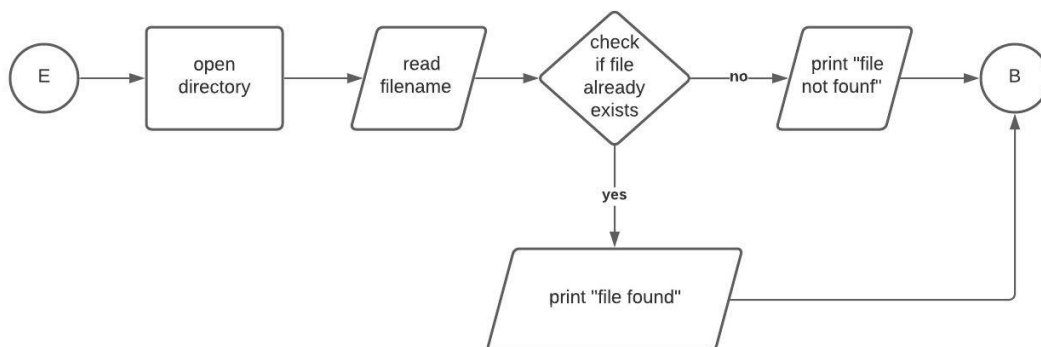 E
open
directory
read
filename
check
if file
already
exists
no
print "file
not founf"
B
yes
print "file found"